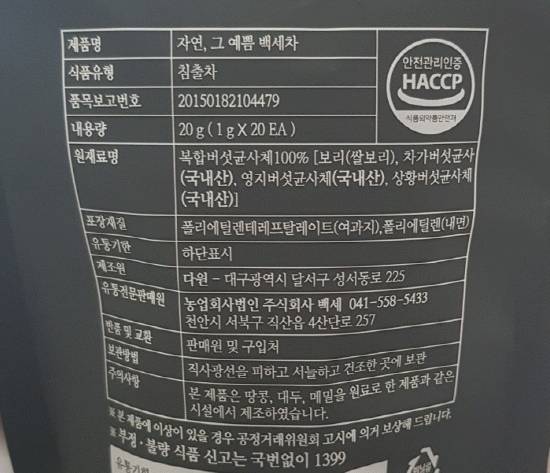 제품명 자연, 그 예쁨 백세차
식품유형 침출차
품목보고번호 20150182104479
내용량 20g ( 1g X 20 EA )
안전관리인증
HACCP
식품의약품안전처
원재료명 복합버섯균사체100% [보리(쌀보리), 차가버섯균사
(국내산), 영지버섯균사체(국내산), 상황버섯균사체
(국내산)]
포장재질 폴리에틸렌테레프탈레이트(여과지),폴리에틸렌(내면)
유통기한 하단표시
제조원 다원 - 대구광역시 달서구 성서동로 225
유통전문판매원 농업회사법인 주식회사 백세 041-558-5433
천안시 서북구 직산읍 4산단로 257
반품 및 교환 판매원 및 구입처
보관방법 직사광선을 피하고 서늘하고 건조한 곳에 보관
주의사항 본 제품은 땅콩, 대두, 메밀을 원료로 한 제품과 같은
시설에서 제조하였습니다.
※ 본 제품에 이상이 있을 경우 공정거래위원회 고시에 의거 보상해 드립니다.
※ 부정·불량 식품 신고는 국번없이 1399
유통기한